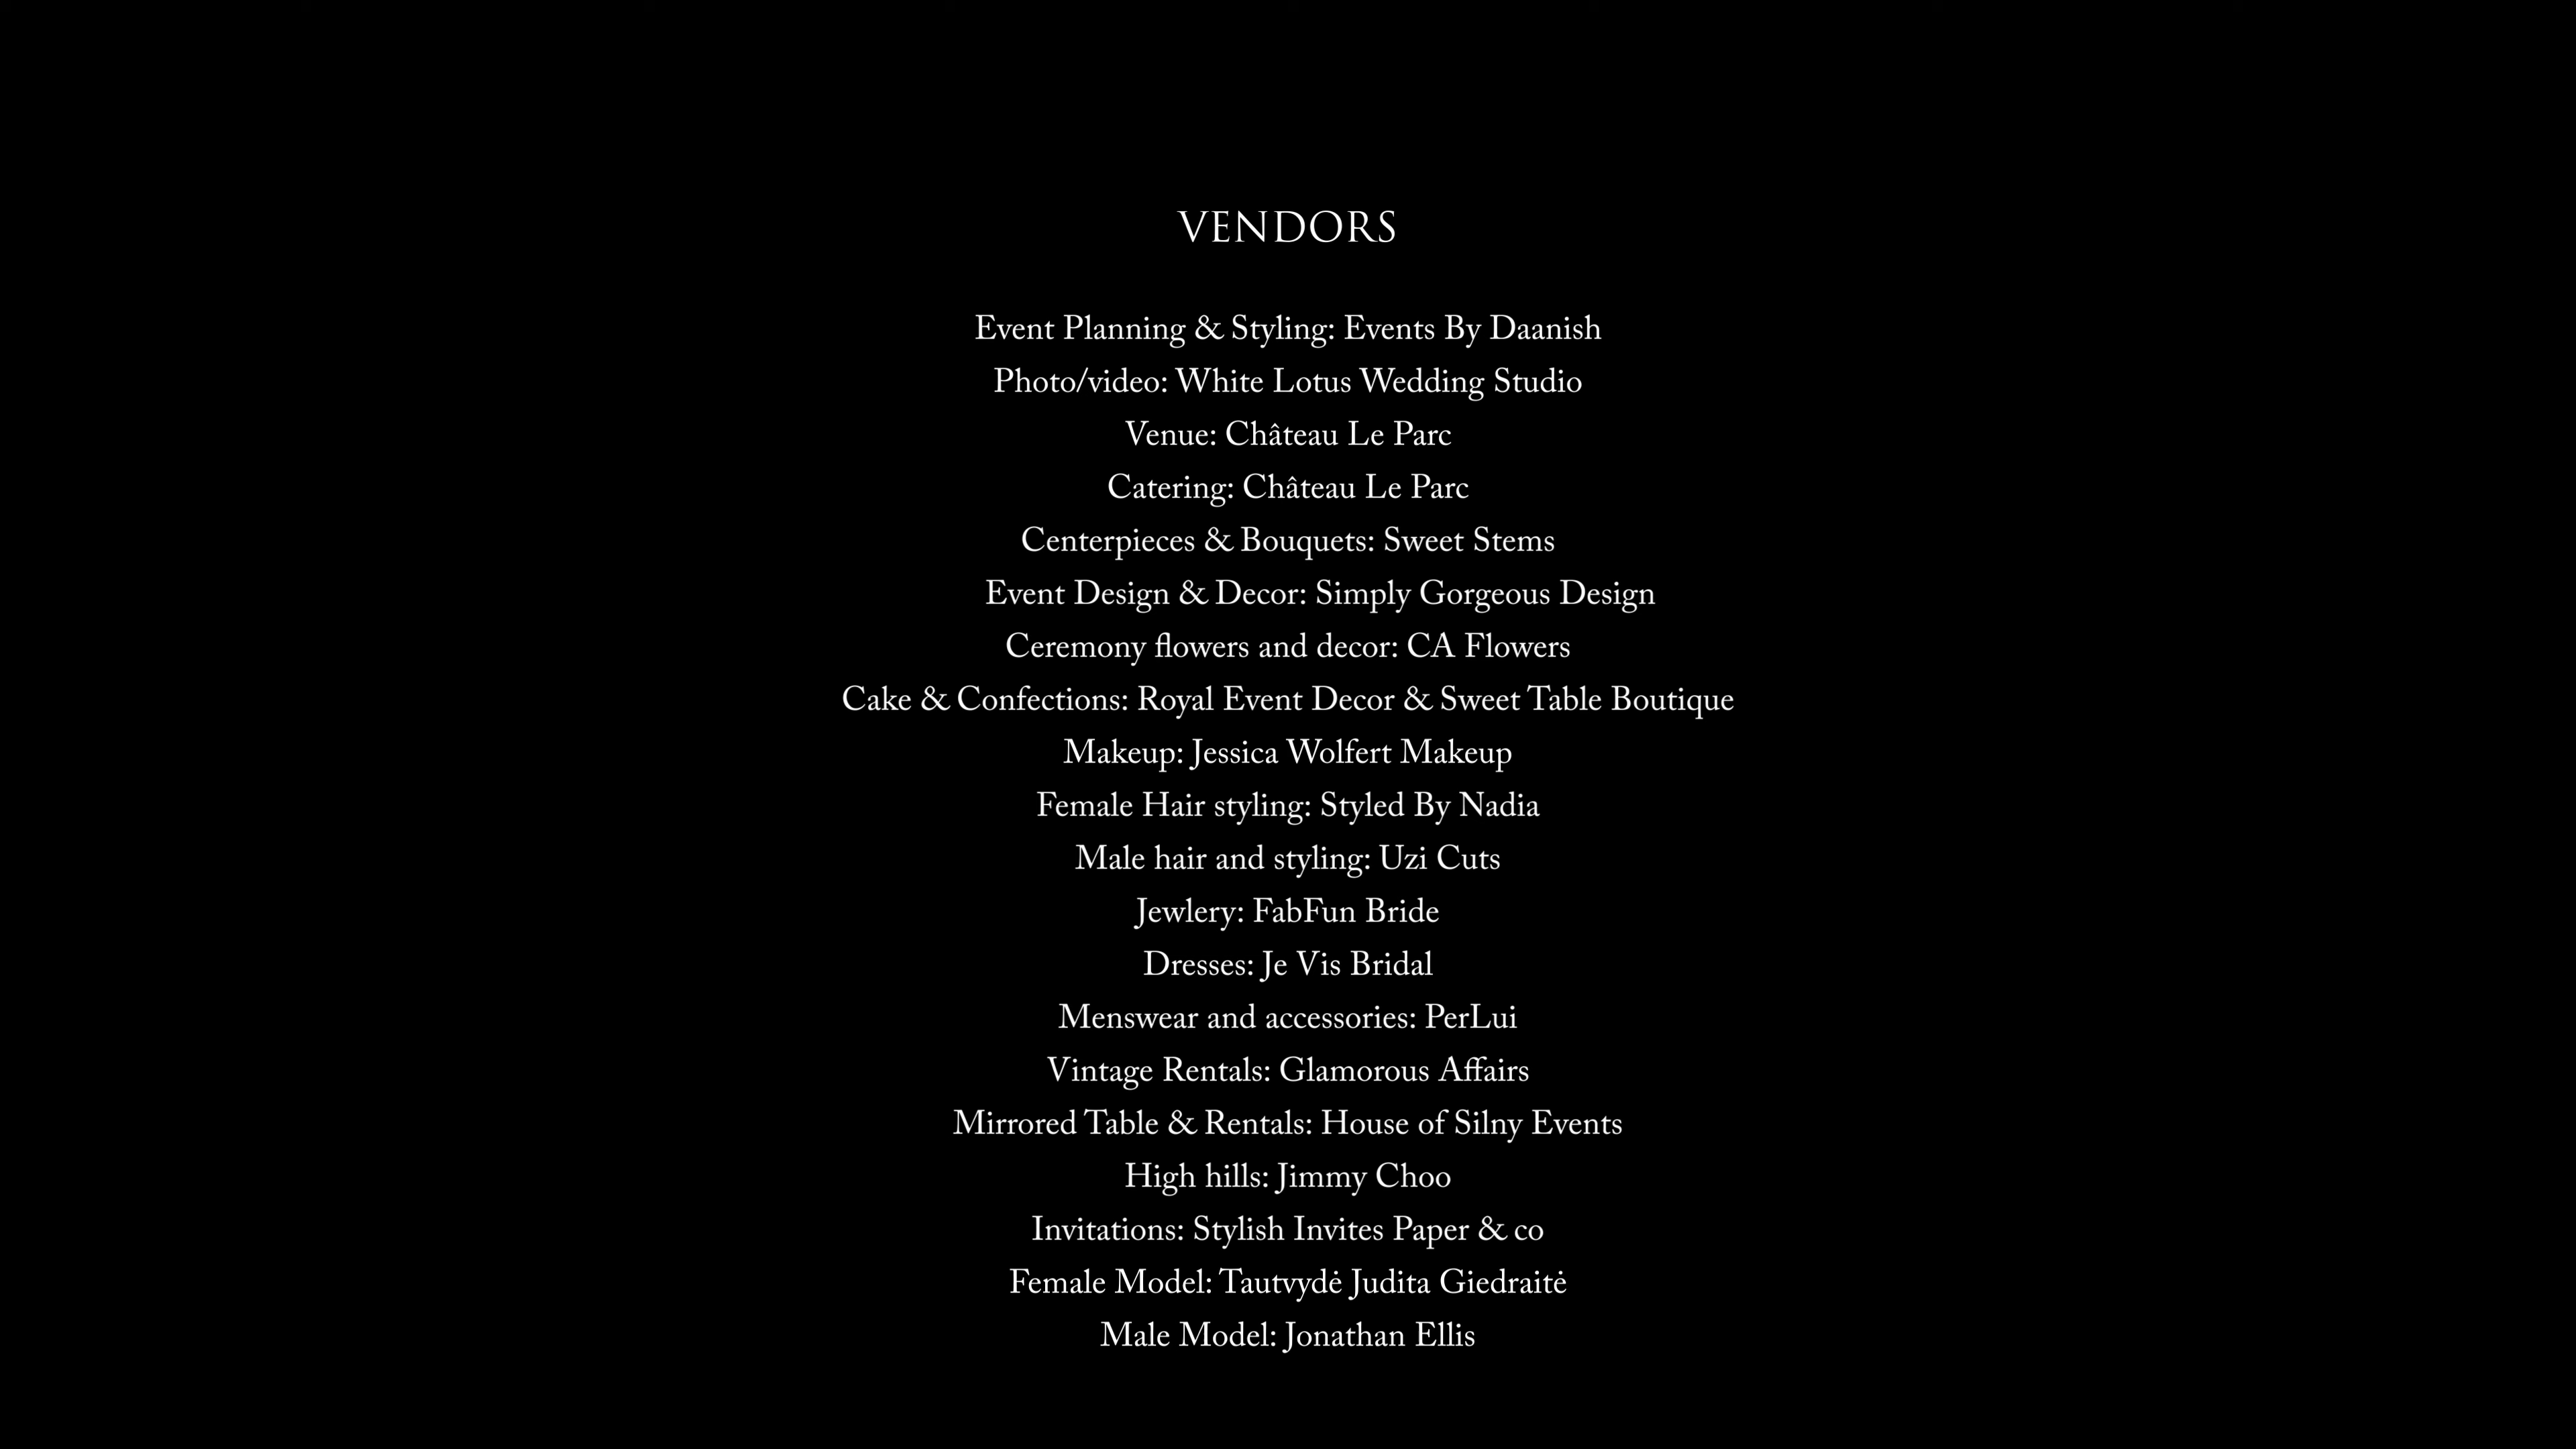 VENDORS
Event Planning & Styling: Events By Daanish
Photo/video: White Lotus Wedding Studio
Venue: Château Le Parc
Catering: Château Le Parc
Centerpieces & Bouquets: Sweet Stems
Event Design & Decor: Simply Gorgeous Design
Ceremony flowers and decor: CA Flowers
Cake & Confections: Royal Event Decor & Sweet Table Boutique
Makeup: Jessica Wolfert Makeup
Female Hair styling: Styled By Nadia
Male hair and styling: Uzi Cuts
Jewlery: FabFun Bride
Dresses: Je Vis Bridal
Menswear and accessories: PerLui
Vintage Rentals: Glamorous Affairs
Mirrored Table & Rentals: House of Silny Events
High hills: Jimmy Choo
Invitations: Stylish Invites Paper & co
Female Model: Tautvydė Judita Giedraitė
Male Model: Jonathan Ellis